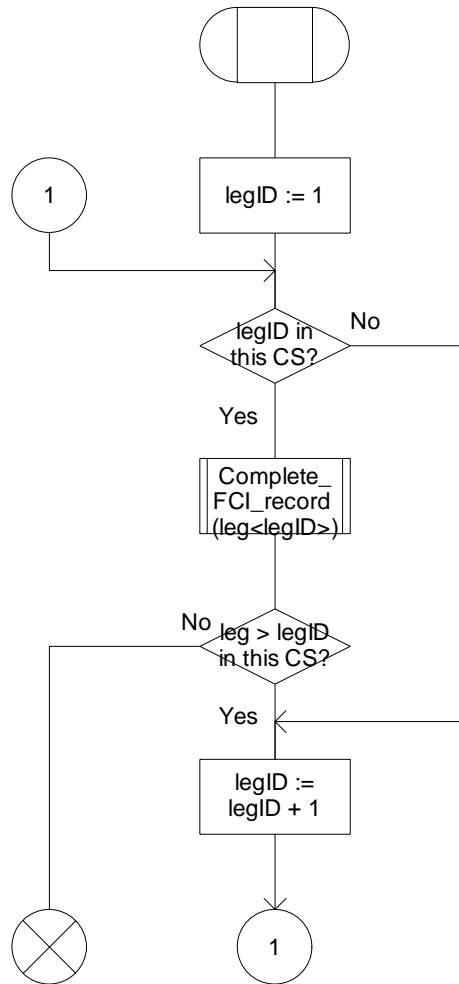 1
legID := 1
legID in
this CS?
No
Yes
Complete_
FCI_record
(leg<legID>)
No
leg > legID
in this CS?
Yes
legID :=
legID + 1
1